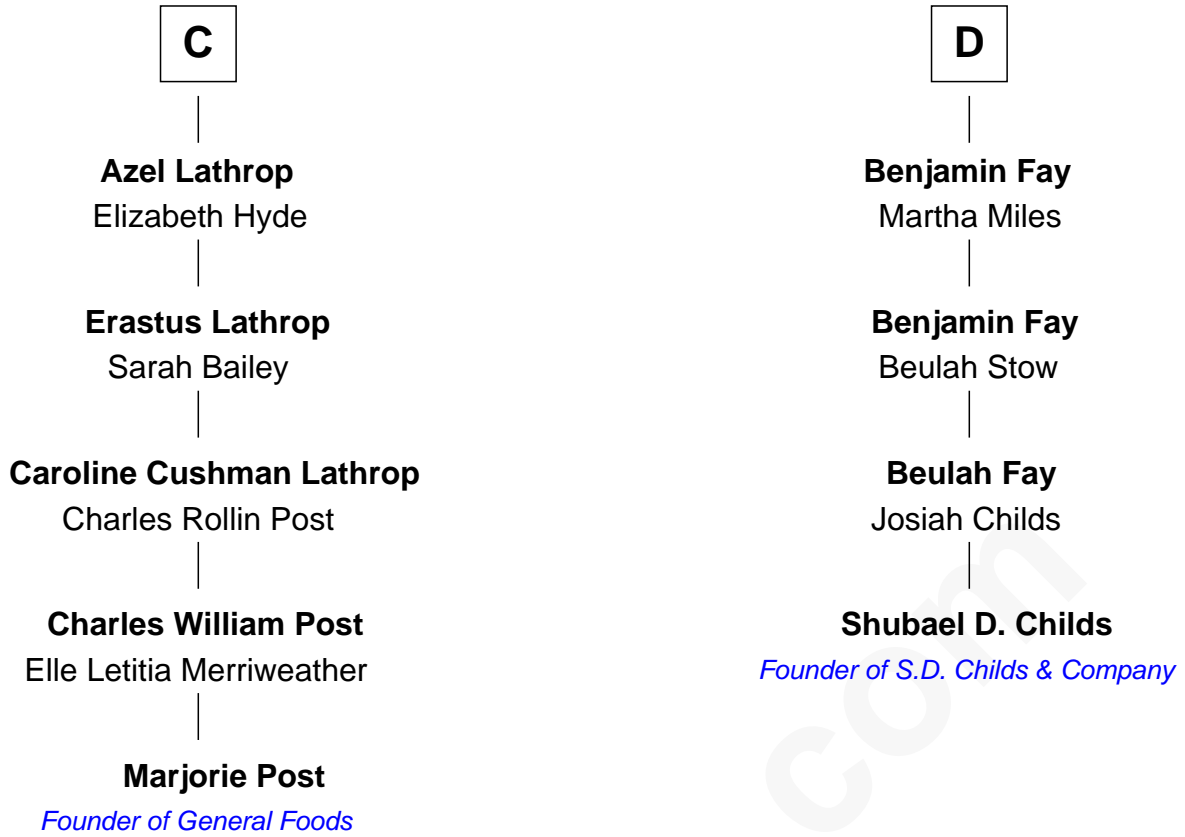 C
Azel Lathrop
Elizabeth Hyde
Erastus Lathrop
Sarah Bailey
Caroline Cushman Lathrop
Charles Rollin Post
Charles William Post
Elle Letitia Merriweather
Marjorie Post
Founder of General Foods
D
Benjamin Fay
Martha Miles
Benjamin Fay
Beulah Stow
Beulah Fay
Josiah Childs
Shubael D. Childs
Founder of S.D. Childs & Company
com